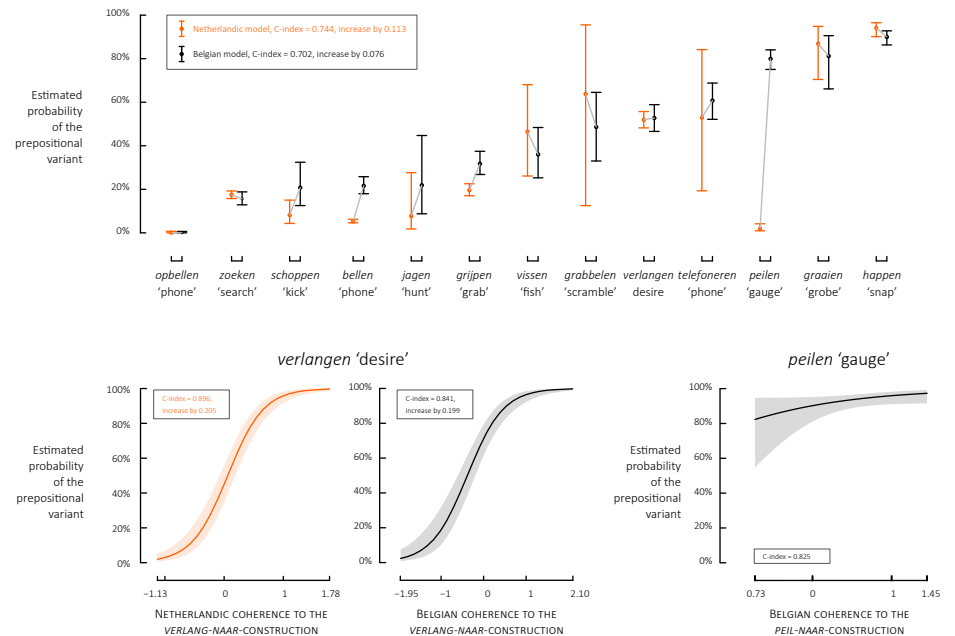 100%
80%
60%
40%
20%
0%
Estimated
probability
of the
prepositional
variant
Netherlandic model, C-index = 0.744, increase by 0.113
Belgian model, C-index = 0.702, increase by 0.076
opbellen zoeken schoppen bellen jagen grijpen vissen grabbelen verlangen telefoneren peilen graaien happen
‘phone’ ‘search’ ‘kick’ ‘phone’ ‘hunt’ ‘grab’ ‘fish’ ‘scramble’ desire ‘phone’ ‘gauge’ ‘grobe’ ‘snap’
verlangen ‘desire’
Estimated
probability
of the
prepositional
variant
100%
80%
60%
40%
20%
0%
C-index = 0.896,
increase by 0.205
−1.13 0 1 1.78
NETHERLANDIC COHERENCE TO THE
VERLANG-NAAR-CONSTRUCTION
100%
80%
60%
40%
20%
0%
C-index = 0.841,
increase by 0.199
−1.95 −1 0 1 2.10
BELGIAN COHERENCE TO THE
VERLANG-NAAR-CONSTRUCTION
peilen ‘gauge’
Estimated
probability
of the
prepositional
variant
100%
80%
60%
40%
20%
0%
C-index = 0.825
0.73 0 1 1.45
BELGIAN COHERENCE TO THE
PEIL-NAAR-CONSTRUCTION